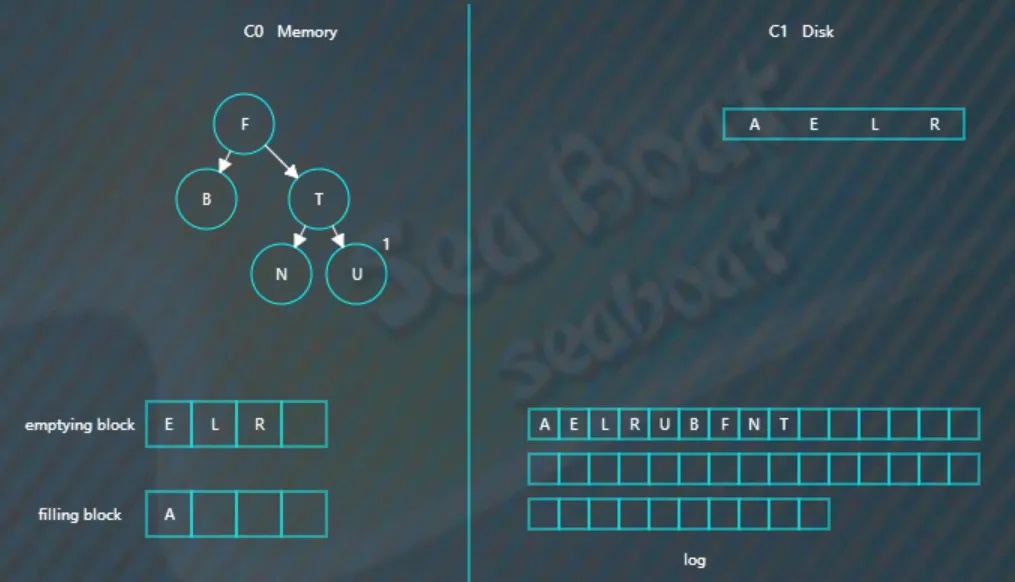 C0 Memory
C1 Disk
F
A E L R
B T
1
N U
emptying block E L R
A E L R U B F N T
filling block A
log
Sea Boat
seaboat